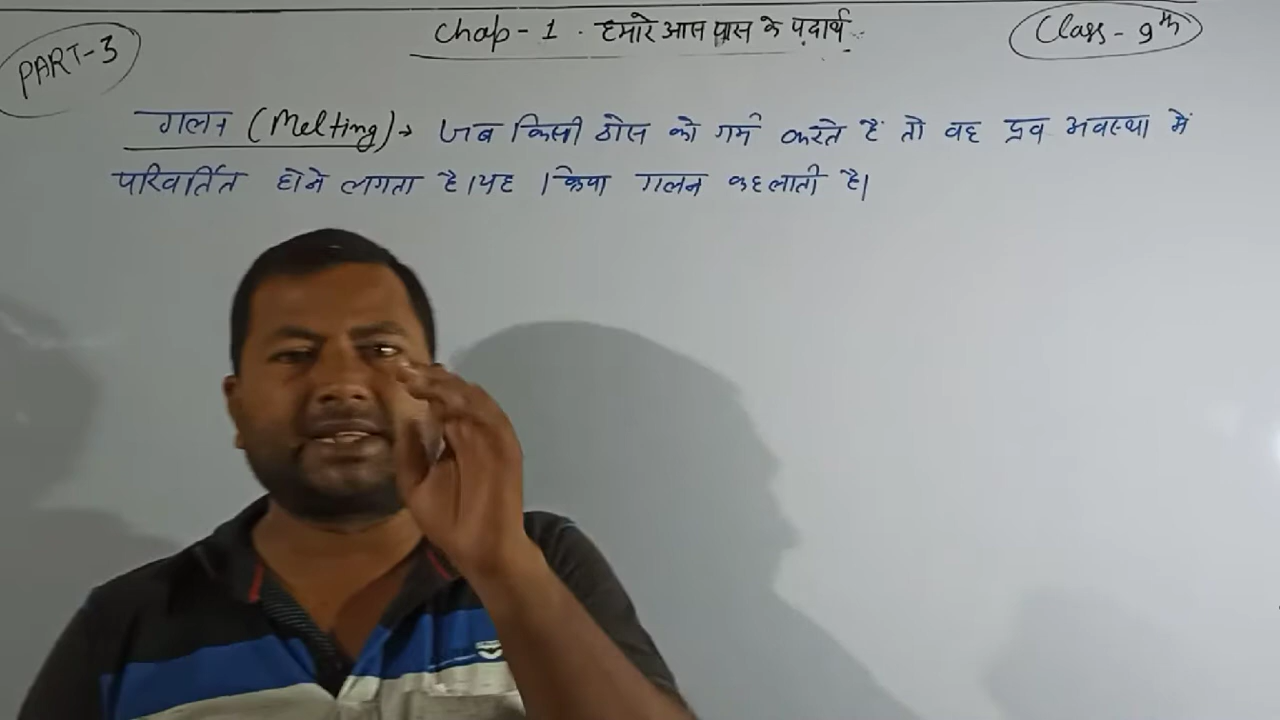 PART-3
Chap - 1 . हमारे आस पास के पदार्थ
Class - 9th
गलन (Melting)→ जब किसी ठोस को गर्म करते हैं तो वह द्रव अवस्था में
परिवर्तित होने लगता है। यह क्रिया गलन कहलाती है।